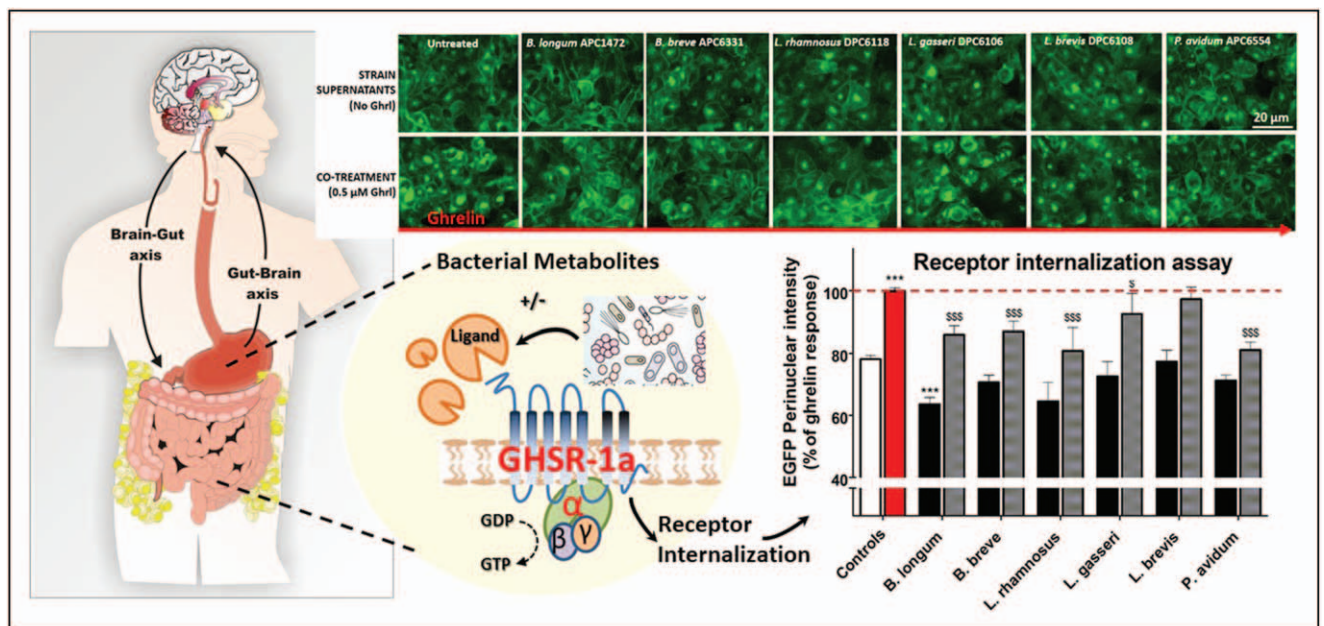 Untreated
B. longum APC1472
B. breve APC6331
L. rhamnosus DPC6118
L. gasseri DPC6106
L. brevis DPC6108
P. avidum APC6554
STRAIN
SUPERNATANTS
(No Ghrl)
20 μm
CO-TREATMENT
(0.5 μM Ghrl)
Ghrelin
Brain-Gut
axis
Gut-Brain
axis
Bacterial Metabolites
+/-
Ligand
GHSR-1a
α
β
γ
GDP
GTP
Receptor
Internalization
Receptor internalization assay
EGFP Perinuclear intensity
(% of ghrelin response)
100
80
60
40
***
***
$$$
$$$
$$$
$
$$$
Controls
B. longum
B. breve
L. rhamnosus
L. gasseri
L. brevis
P. avidum